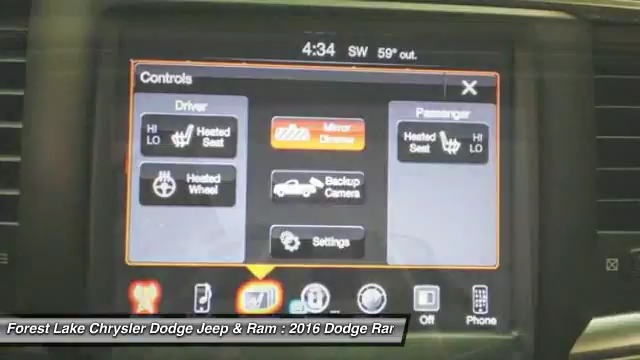 4:34 SW 59° out.
Controls
Driver
Passenger
HI
LO
Heated
Seat
Mirror
Dimmer
Heated
Seat
HI
LO
Heated
Wheel
Backup
Camera
Settings
Off
Phone
Forest Lake Chrysler Dodge Jeep & Ram : 2016 Dodge Rar